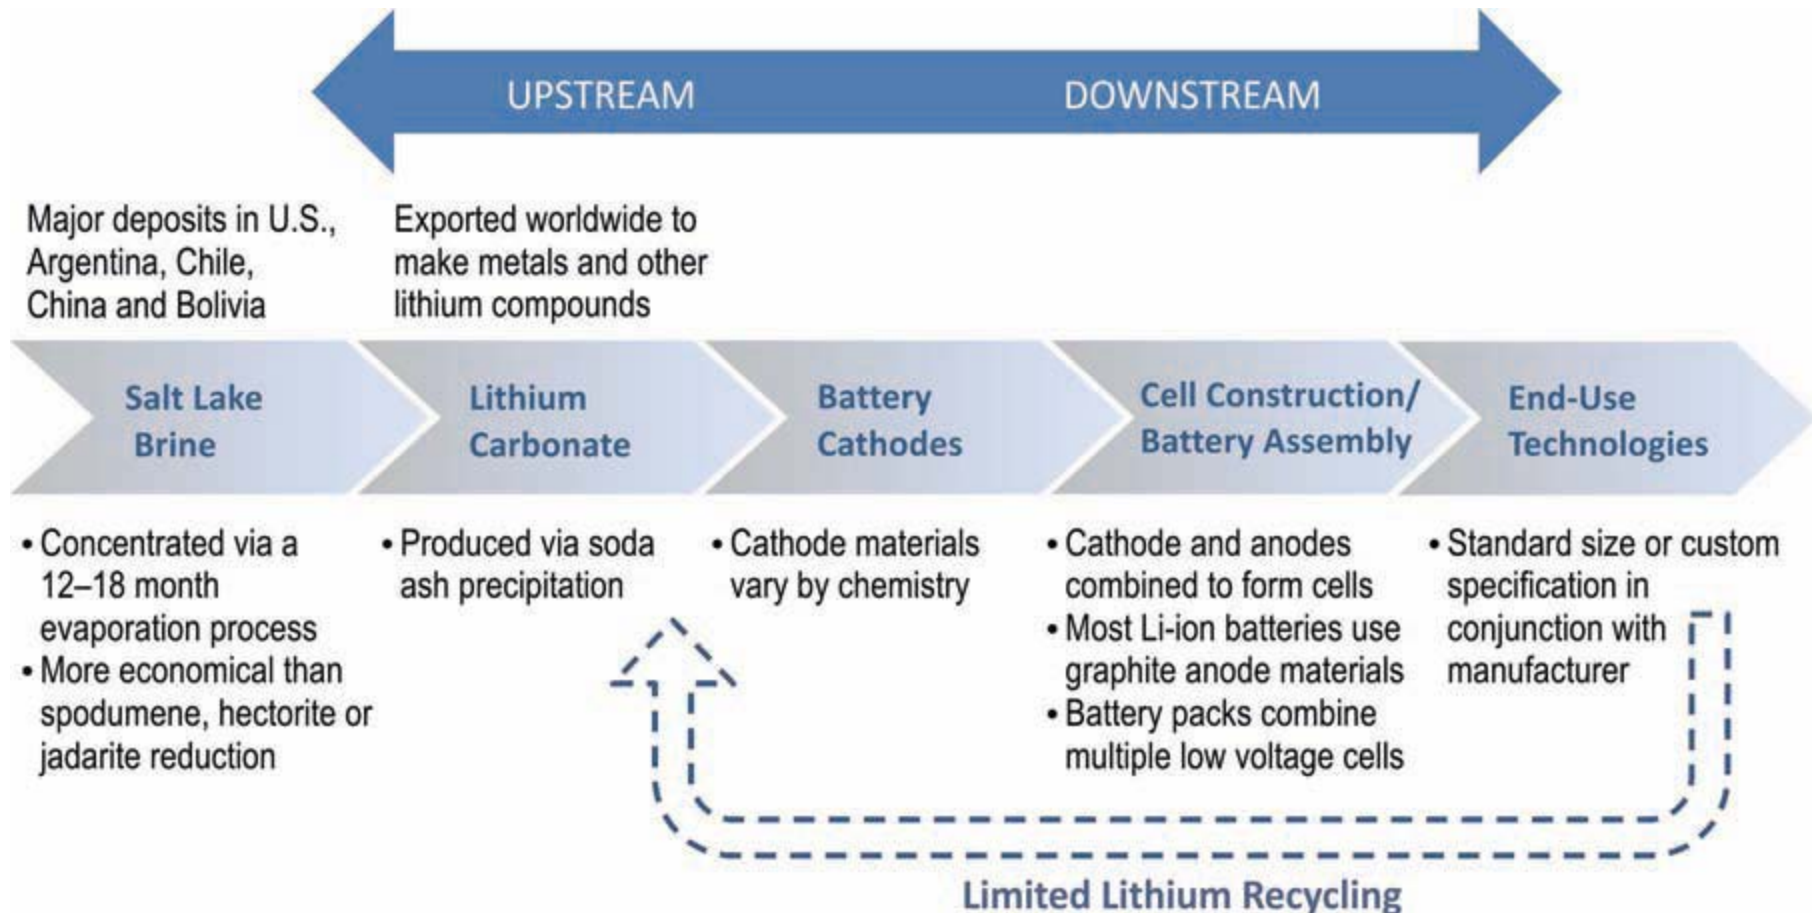 UPSTREAM
DOWNSTREAM
Major deposits in U.S.,
Argentina, Chile,
China and Bolivia
Exported worldwide to
make metals and other
lithium compounds
Salt Lake
Brine
Lithium
Carbonate
Battery
Cathodes
Cell Construction/
Battery Assembly
End-Use
Technologies
• Concentrated via a
12–18 month
evaporation process
• More economical than
spodumene, hectorite or
jadarite reduction
• Produced via soda
ash precipitation
• Cathode materials
vary by chemistry
• Cathode and anodes
combined to form cells
• Most Li-ion batteries use
graphite anode materials
• Battery packs combine
multiple low voltage cells
• Standard size or custom
specification in
conjunction with
manufacturer
Limited Lithium Recycling